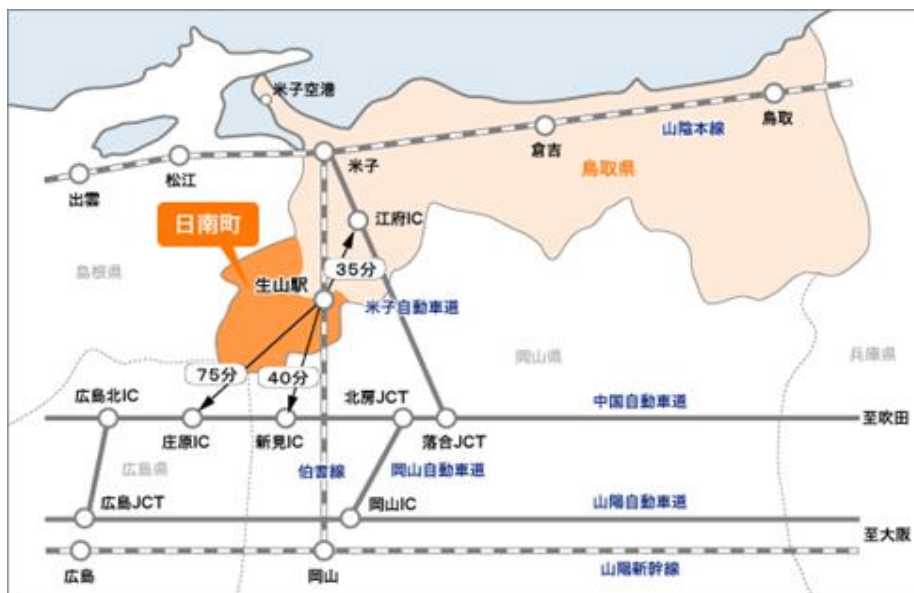 米子空港
鳥取
山陰本線
倉吉
米子
松江
出雲
鳥取県
江府IC
日南町
35分
島根県
生山駅
米子自動車道
岡山県
兵庫県
75分
40分
広島北IC
北房JCT
中国自動車道
至吹田
庄原IC
新見IC
落合JCT
広島県
伯雪線
岡山自動車道
広島JCT
岡山IC
山陽自動車道
至大阪
広島
岡山
山陽新幹線